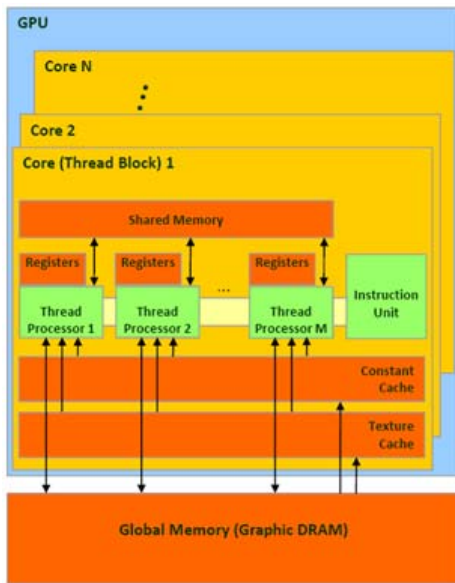 GPU
Core N
Core 2
Core (Thread Block) 1
Shared Memory
Registers
Registers
Registers
...
Thread
Processor 1
Thread
Processor 2
Thread
Processor M
Instruction
Unit
Constant
Cache
Texture
Cache
Global Memory (Graphic DRAM)